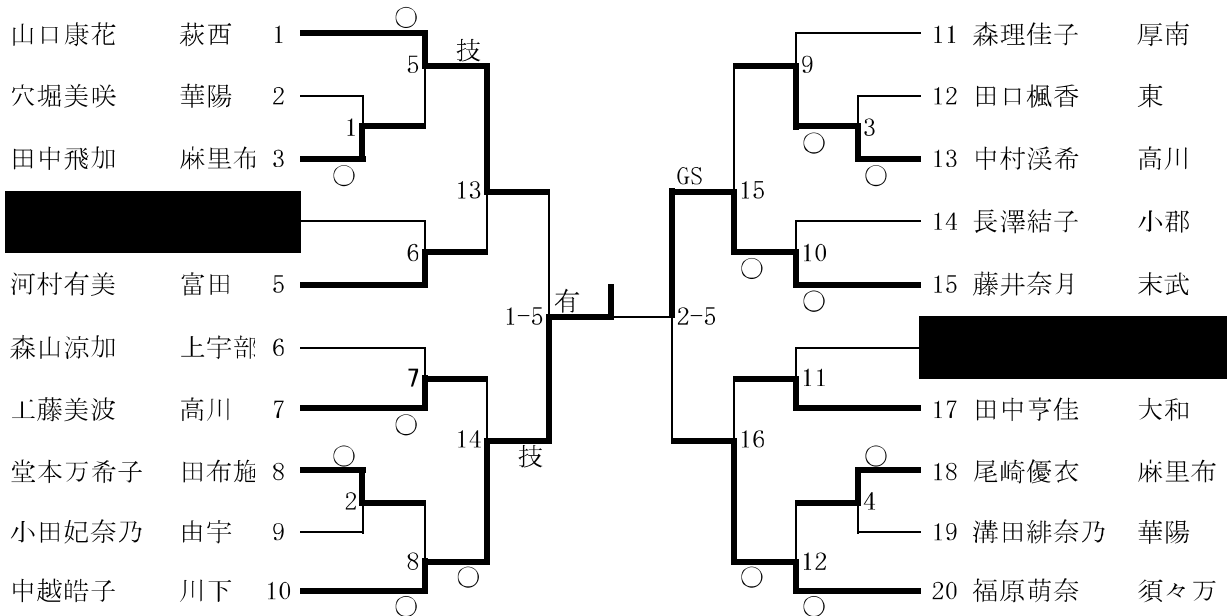 山口康花 萩西 1
穴堀美咲 華陽 2
田中飛加 麻里布 3
河村有美 富田 5
森山涼加 上宇部 6
工藤美波 高川 7
堂本万希子 田布施 8
小田妃奈乃 由宇 9
中越皓子 川下 10
○
5
技
1
○
13
6
1-5
有
7
○
14
技
○
2
8
○
○
GS
2-5
9
○
3
○
15
10
○
○
11
16
○
4
12
○
○
11 森理佳子 厚南
12 田口楓香 東
13 中村渓希 高川
14 長澤結子 小郡
15 藤井奈月 末武
17 田中亨佳 大和
18 尾崎優衣 麻里布
19 溝田緋奈乃 華陽
20 福原萌奈 須々万